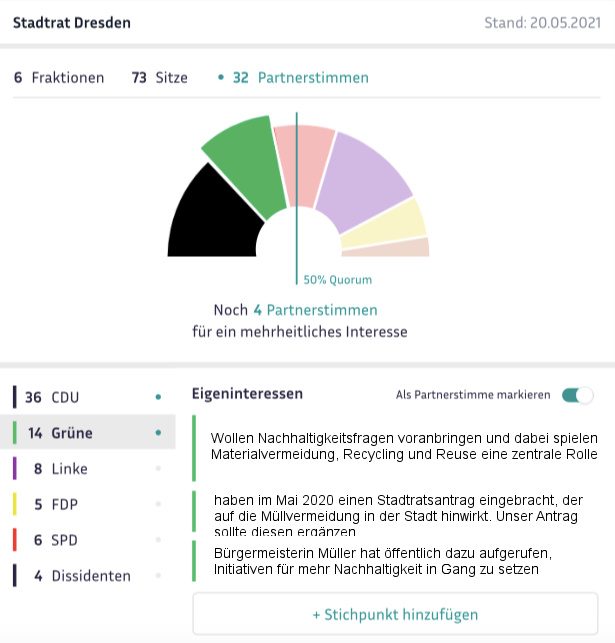 Stadtrat Dresden
Stand: 20.05.2021
6 Fraktionen 73 Sitze • 32 Partnerstimmen
50% Quorum
Noch 4 Partnerstimmen
für ein mehrheitliches Interesse
36 CDU
14 Grüne
8 Linke
5 FDP
6 SPD
4 Dissidenten
Eigeninteressen
Als Partnerstimme markieren
Wollen Nachhaltigkeitsfragen voranbringen und dabei spielen
Materialvermeidung, Recycling und Reuse eine zentrale Rolle
haben im Mai 2020 einen Stadtratsantrag eingebracht, der
auf die Müllvermeidung in der Stadt hinwirkt. Unser Antrag
sollte diesen ergänzen
Bürgermeisterin Müller hat öffentlich dazu aufgerufen,
Initiativen für mehr Nachhaltigkeit in Gang zu setzen
+ Stichpunkt hinzufügen